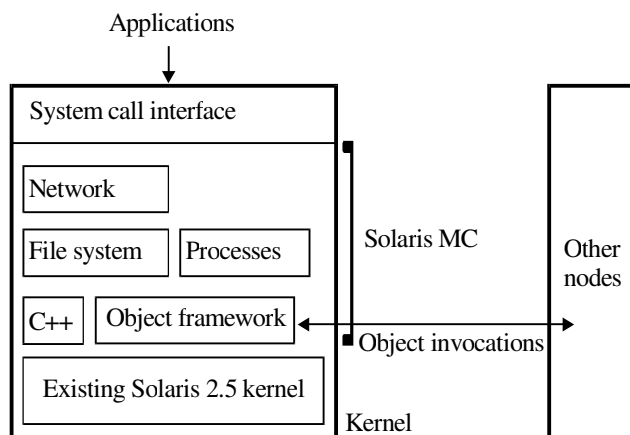 Applications
System call interface
Network
File system
Processes
Solaris MC
Other
nodes
C++
Object framework
Object invocations
Existing Solaris 2.5 kernel
Kernel